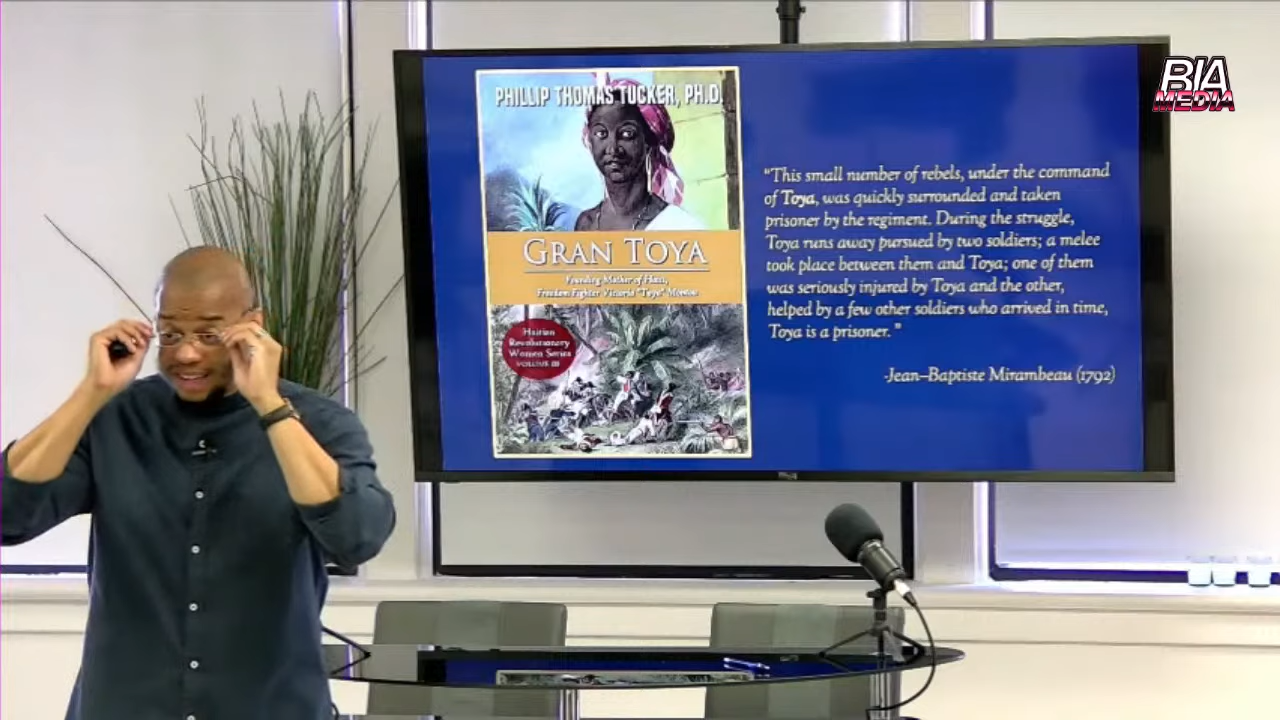 PHILLIP THOMAS TUCKER, PH.D.
GRAN TOYA
Founding Mother of Haiti,
Freedom Fighter Victoria "Toya" Montou
Haitian
Revolutionary
Women Series
VOLUME III
"This small number of rebels, under the command
of Toya, was quickly surrounded and taken
prisoner by the regiment. During the struggle,
Toya runs away pursued by two soldiers; a melee
took place between them and Toya; one of them
was seriously injured by Toya and the other,
helped by a few other soldiers who arrived in time,
Toya is a prisoner."
-Jean–Baptiste Mirambeau (1792)
BIA
MEDIA